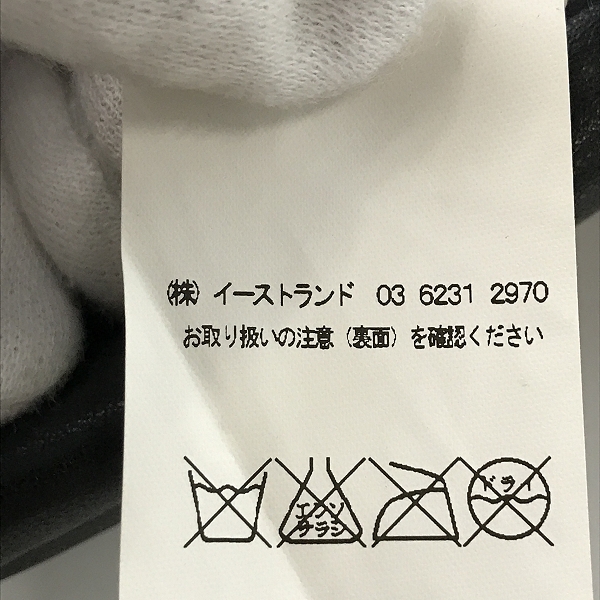 (株) イーストランド 03 6231 2970
お取り扱いの注意 (裏面) を確認ください
エンソ
サラシ
ドライ